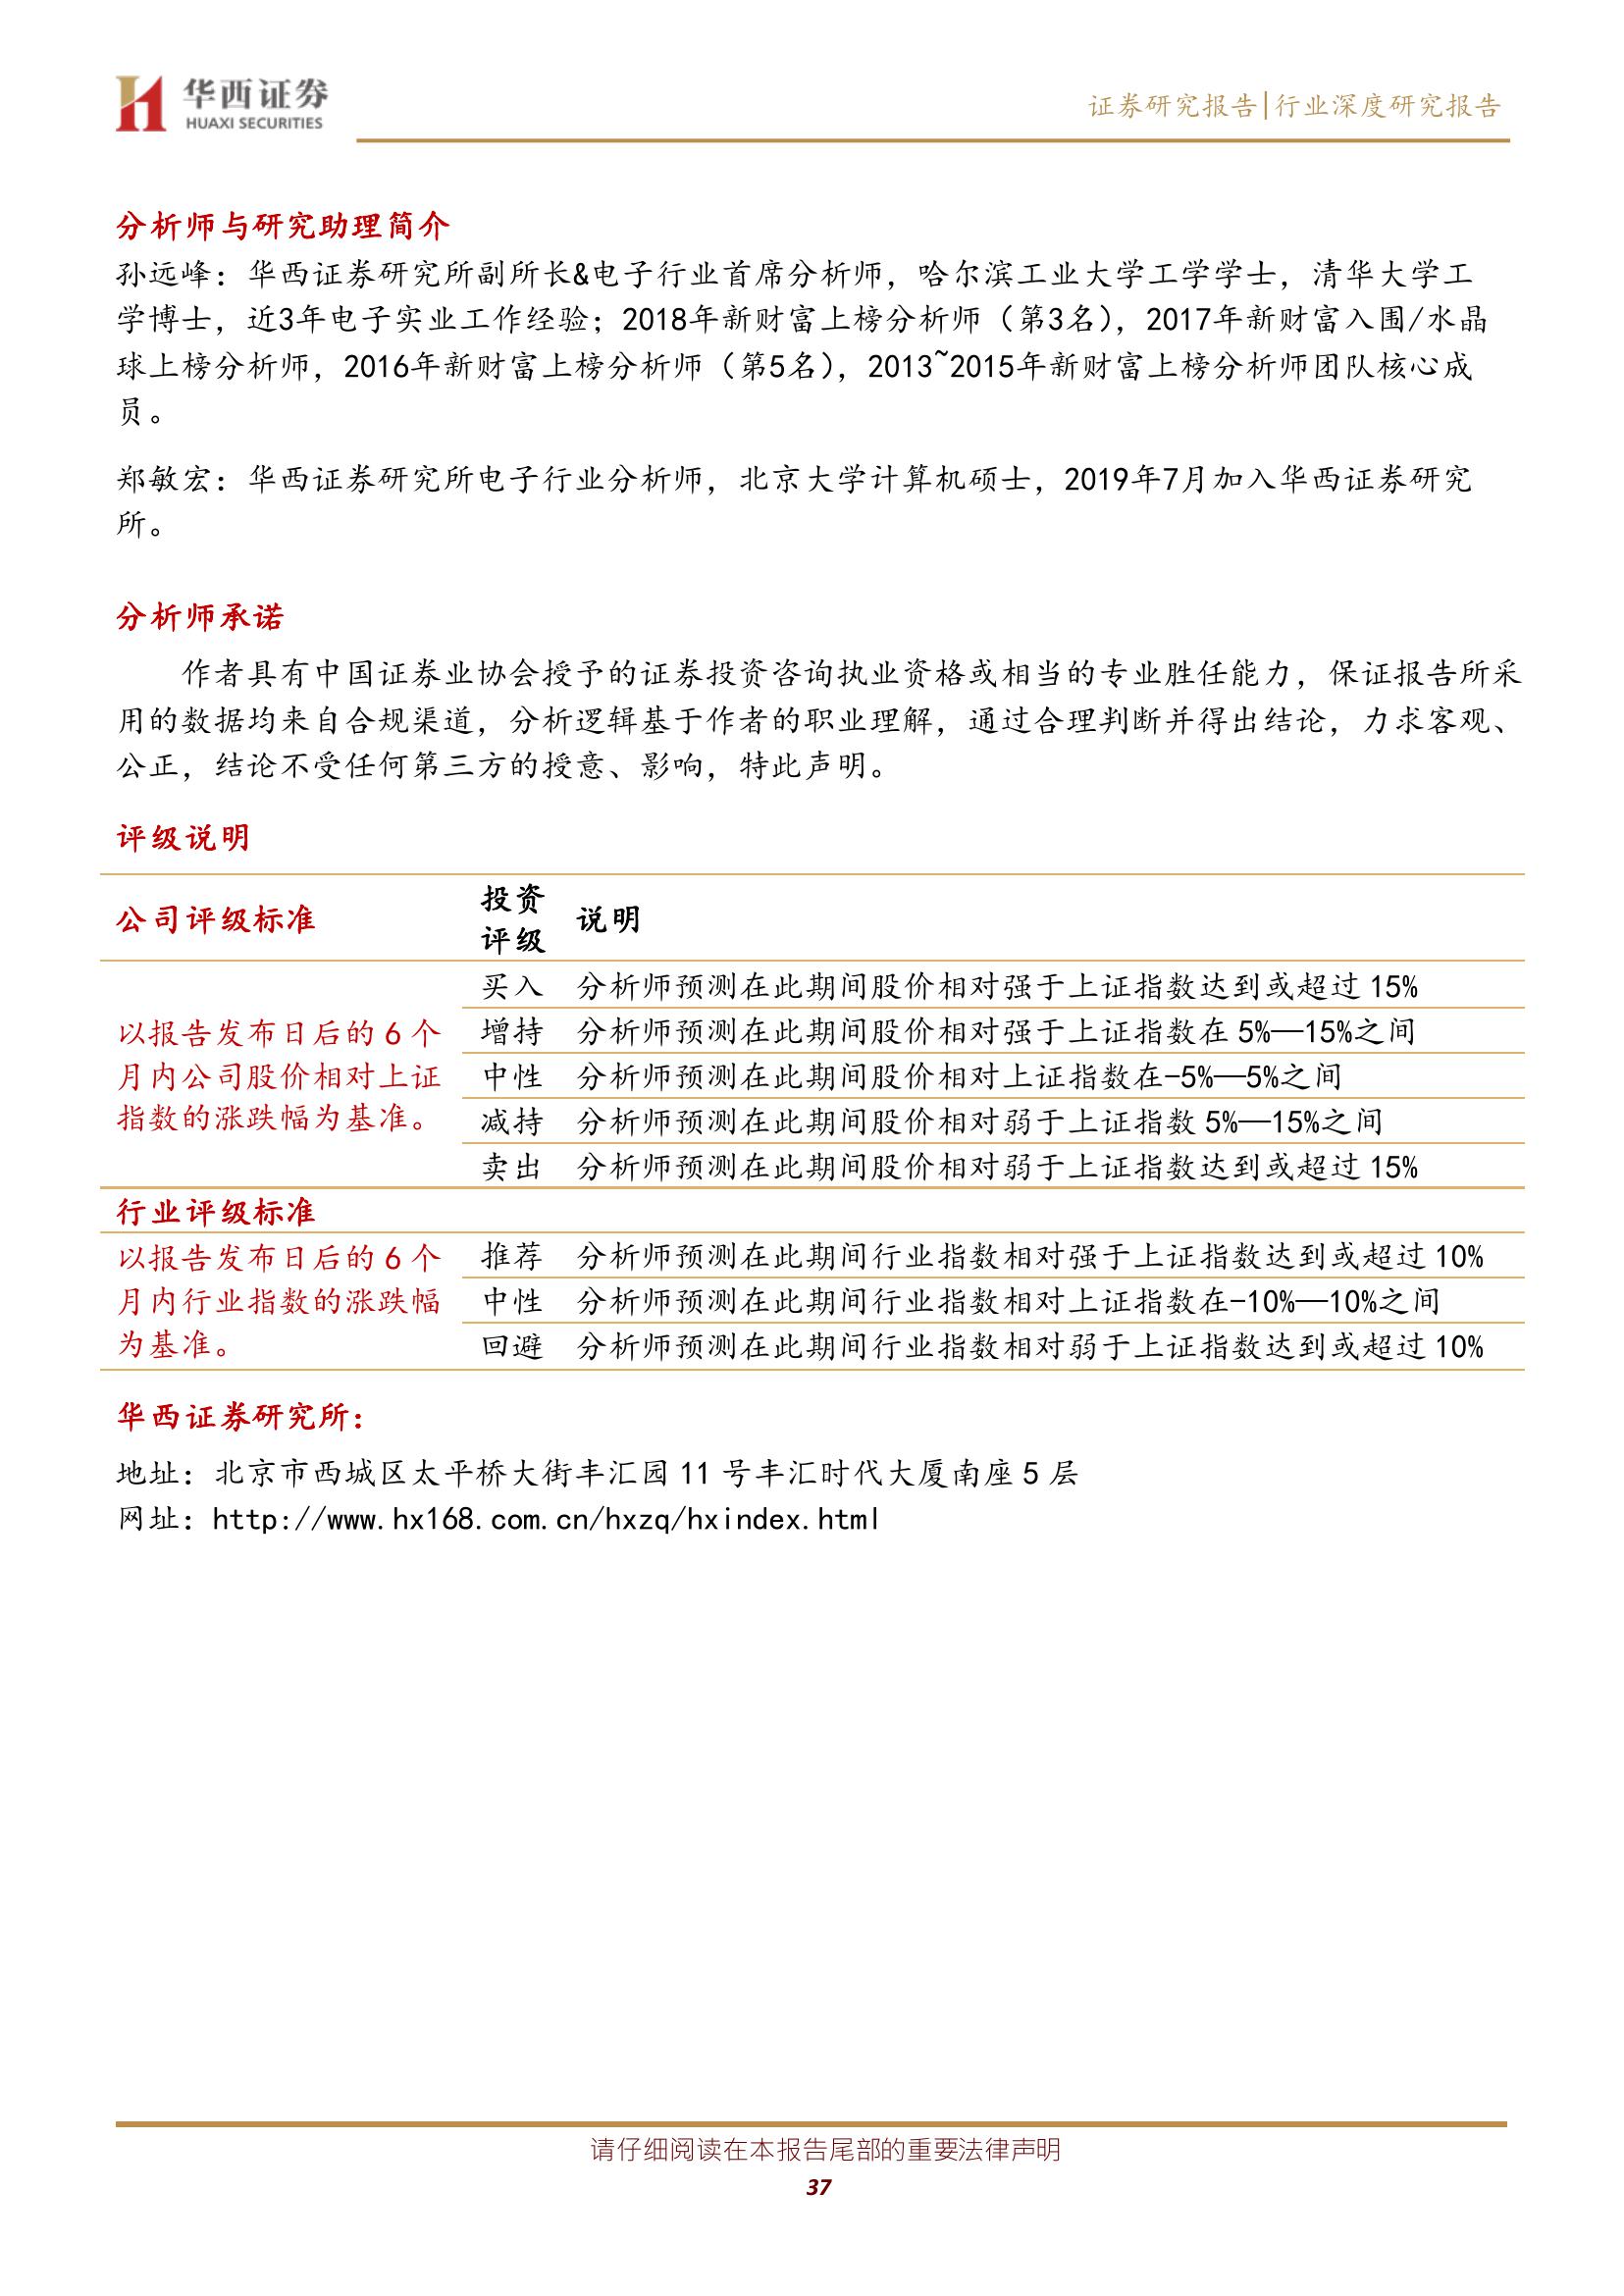 华西证券
HUAXI SECURITIES
证券研究报告|行业深度研究报告
分析师与研究助理简介
孙远峰：华西证券研究所副所长&电子行业首席分析师，哈尔滨工业大学工学学士，清华大学工
学博士，近3年电子实业工作经验；2018年新财富上榜分析师（第3名），2017年新财富入围/水晶
球上榜分析师，2016年新财富上榜分析师（第5名），2013~2015年新财富上榜分析师团队核心成
员。
郑敏宏：华西证券研究所电子行业分析师，北京大学计算机硕士，2019年7月加入华西证券研究
所。
分析师承诺
作者具有中国证券业协会授予的证券投资咨询执业资格或相当的专业胜任能力，保证报告所采
用的数据均来自合规渠道，分析逻辑基于作者的职业理解，通过合理判断并得出结论，力求客观、
公正，结论不受任何第三方的授意、影响，特此声明。
评级说明
公司评级标准
投资
评级
说明
以报告发布日后的 6 个
月内公司股价相对上证
指数的涨跌幅为基准。
买入 分析师预测在此期间股价相对强于上证指数达到或超过 15%
增持 分析师预测在此期间股价相对强于上证指数在 5%—15%之间
中性 分析师预测在此期间股价相对上证指数在-5%—5%之间
减持 分析师预测在此期间股价相对弱于上证指数 5%—15%之间
卖出 分析师预测在此期间股价相对弱于上证指数达到或超过 15%
行业评级标准
以报告发布日后的 6 个
月内行业指数的涨跌幅
为基准。
推荐 分析师预测在此期间行业指数相对强于上证指数达到或超过 10%
中性 分析师预测在此期间行业指数相对上证指数在-10%—10%之间
回避 分析师预测在此期间行业指数相对弱于上证指数达到或超过 10%
华西证券研究所：
地址：北京市西城区太平桥大街丰汇园 11 号丰汇时代大厦南座 5 层
网址：http://www.hx168.com.cn/hxzq/hxindex.html
请仔细阅读在本报告尾部的重要法律声明
37